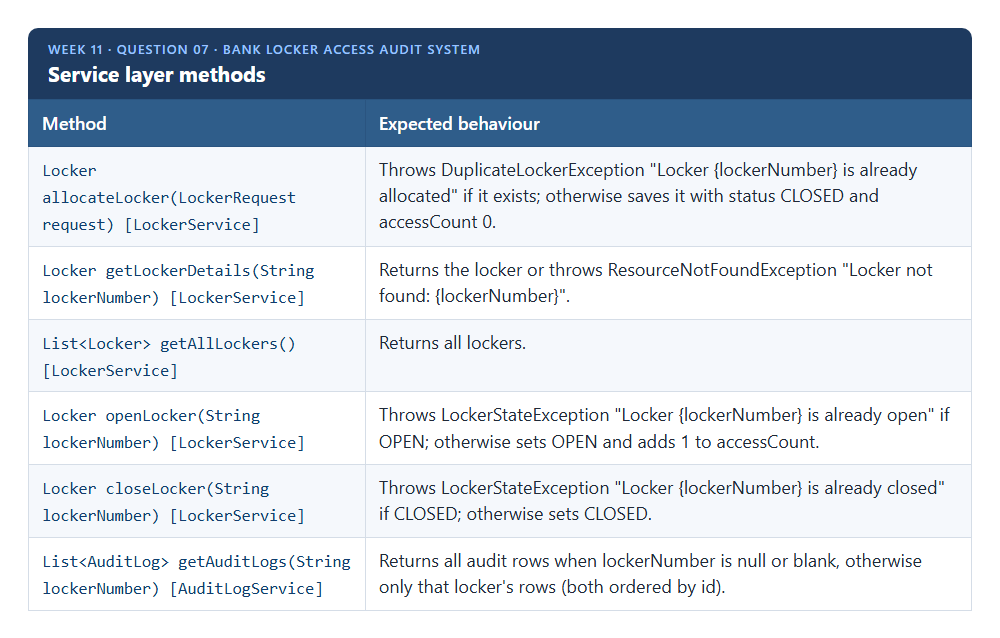 WEEK 11 · QUESTION 07 · BANK LOCKER ACCESS AUDIT SYSTEM
Service layer methods
Method
Expected behaviour
Locker
allocateLocker(LockerRequest
request) [LockerService]
Throws DuplicateLockerException "Locker {lockerNumber} is already
allocated" if it exists; otherwise saves it with status CLOSED and
accessCount 0.
Locker getLockerDetails(String
lockerNumber) [LockerService]
Returns the locker or throws ResourceNotFoundException "Locker not
found: {lockerNumber}".
List<Locker> getAllLockers()
[LockerService]
Returns all lockers.
Locker openLocker(String
lockerNumber) [LockerService]
Throws LockerStateException "Locker {lockerNumber} is already open" if
OPEN; otherwise sets OPEN and adds 1 to accessCount.
Locker closeLocker(String
lockerNumber) [LockerService]
Throws LockerStateException "Locker {lockerNumber} is already closed"
if CLOSED; otherwise sets CLOSED.
List<AuditLog> getAuditLogs(String
lockerNumber) [AuditLogService]
Returns all audit rows when lockerNumber is null or blank, otherwise
only that locker's rows (both ordered by id).